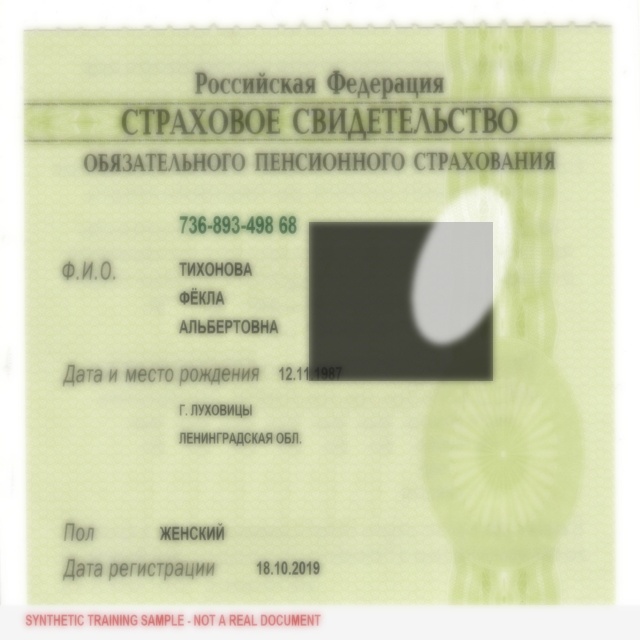 Российская Федерация
СТРАХОВОЕ СВИДЕТЕЛЬСТВО
ОБЯЗАТЕЛЬНОГО ПЕНСИОННОГО СТРАХОВАНИЯ
736-893-498 68
Ф.И.О. ТИХОНОВА
ФЁКЛА
АЛЬБЕРТОВНА
Дата и место рождения 12.11.1987
Г. ЛУХОВИЦЫ
ЛЕНИНГРАДСКАЯ ОБЛ.
Пол ЖЕНСКИЙ
Дата регистрации 18.10.2019
SYNTHETIC TRAINING SAMPLE - NOT A REAL DOCUMENT